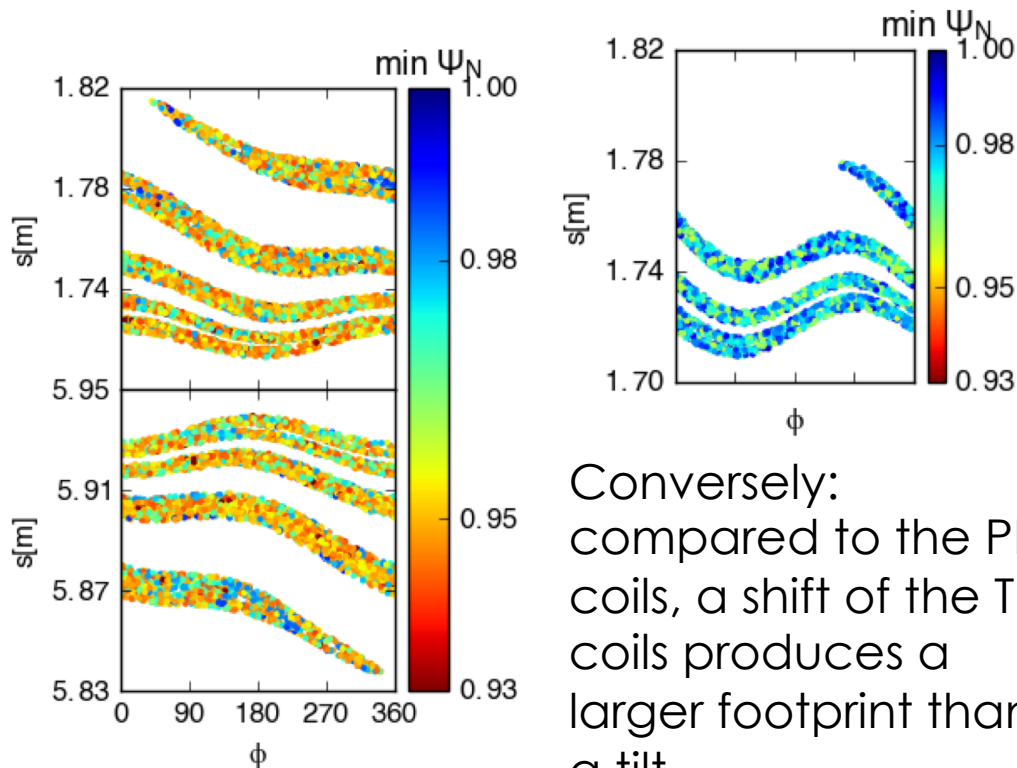 min Ψ_N
1.82
1.78
s[m]
1.74
5.95
5.91
s[m]
5.87
5.83
0 90 180 270 360
ϕ
1.00
0.98
0.95
0.93
min Ψ_N
1.82
1.78
s[m]
1.74
1.70
ϕ
1.00
0.98
0.95
0.93
Conversely:
compared to the
coils, a shift of the
coils produces a
larger footprint than
a tilt